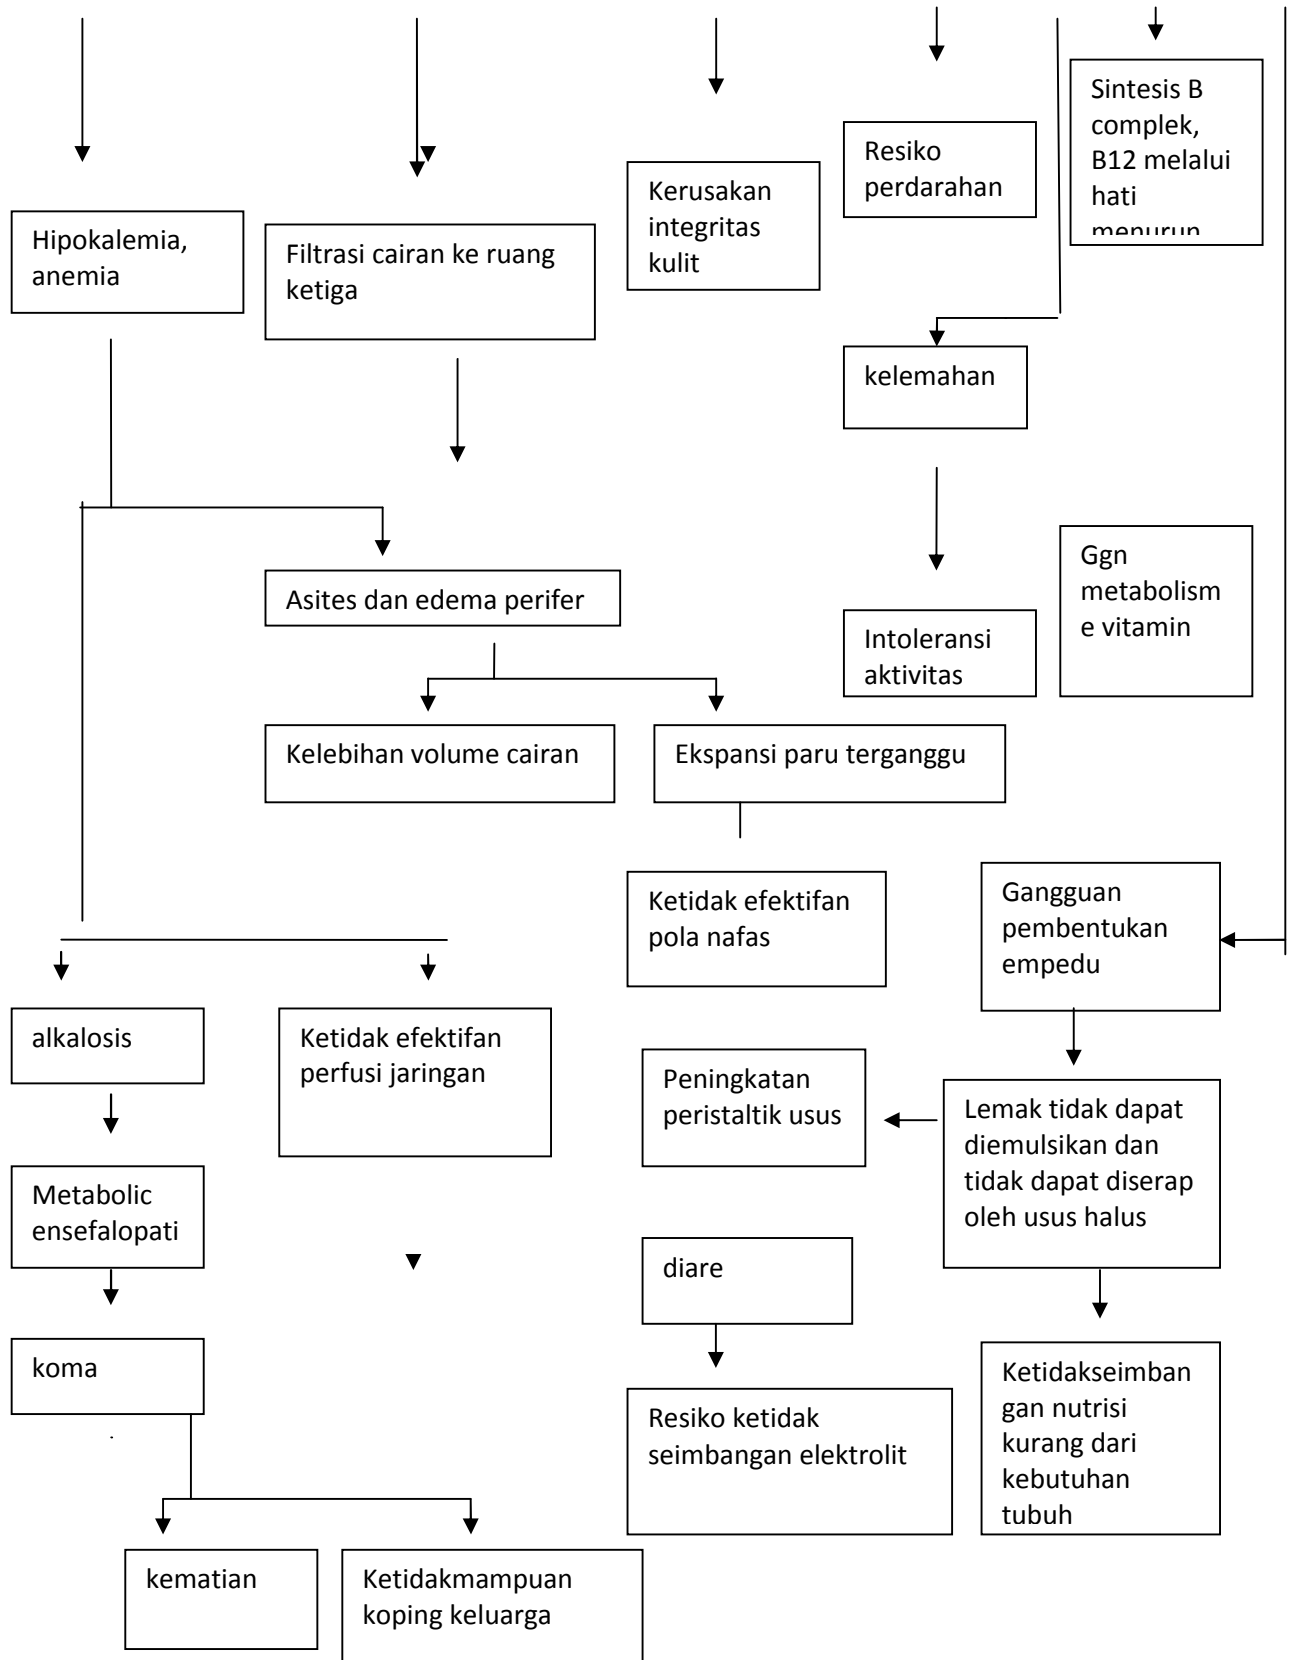 Sintesis B
complek,
B12 melalui
hati
menurun
Resiko
perdarahan
Kerusakan
integritas
kulit
Hipokalemia,
anemia
Filtrasi cairan ke ruang
ketiga
kelemahan
Ggn
metabolism
e vitamin
Asites dan edema perifer
Intoleransi
aktivitas
Kelebihan volume cairan
Ekspansi paru terganggu
Ketidak efektifan
pola nafas
Gangguan
pembentukan
empedu
alkalosis
Ketidak efektifan
perfusi jaringan
Peningkatan
peristaltik usus
Lemak tidak dapat
diemulsikan dan
tidak dapat diserap
oleh usus halus
Metabolic
ensefalopati
diare
koma
Resiko ketidak
seimbangan elektrolit
Ketidakseimban
gan nutrisi
kurang dari
kebutuhan
tubuh
kematian
Ketidakmampuan
koping keluarga